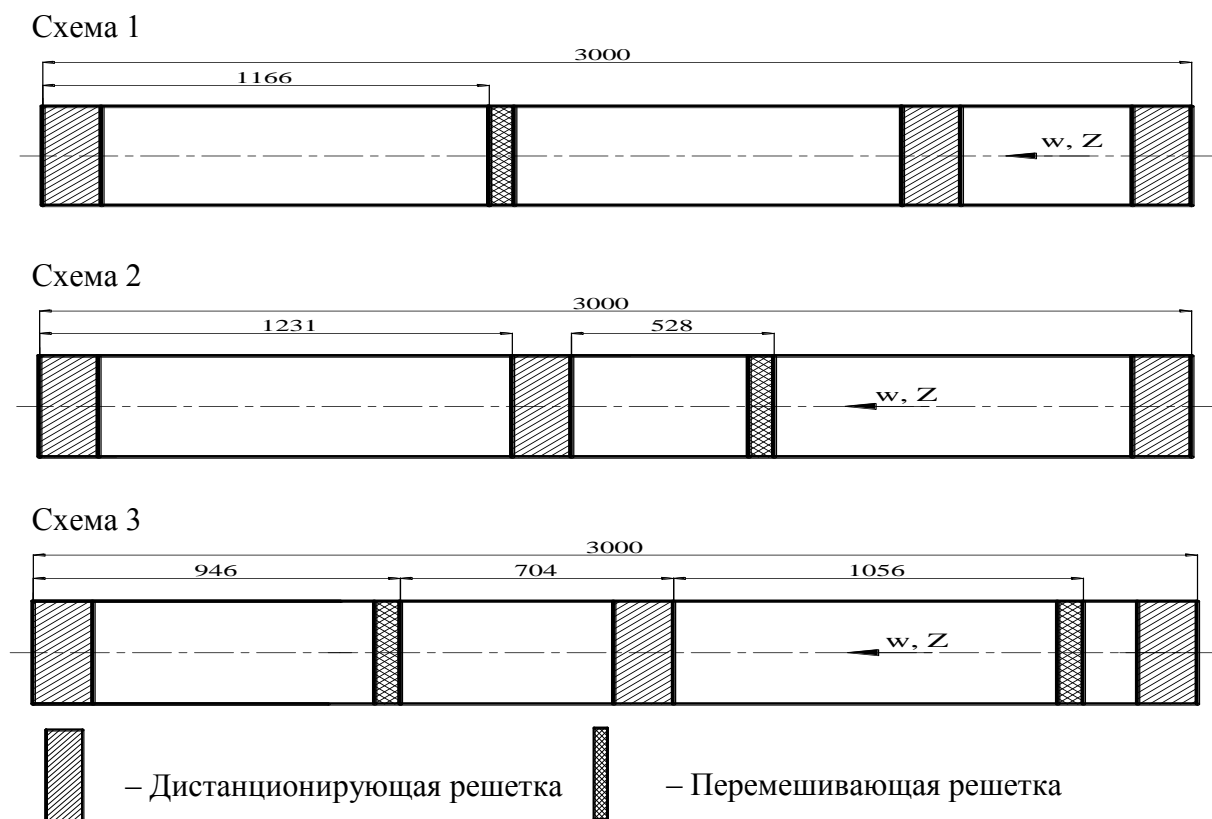 Схема 1
3000
1166
w, Z
Схема 2
3000
1231
528
w, Z
Схема 3
3000
946
704
1056
w, Z
– Дистанционирующая решетка
– Перемешивающая решетка